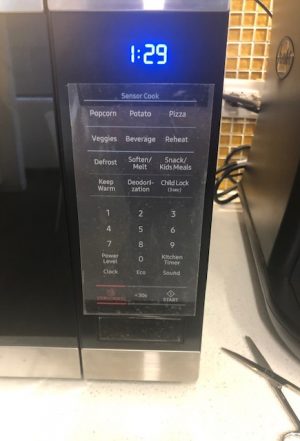 1:29
Sensor Cook
Popcorn Potato Pizza
Veggies Beverage Reheat
Defrost Soften/ Melt Snack/ Kids Meals
Keep Warm Deodori- zation Child Lock (3sec)
1 2 3
4 5 6
7 8 9
Power Level 0 Kitchen Timer
Clock Eco Sound
+30s START